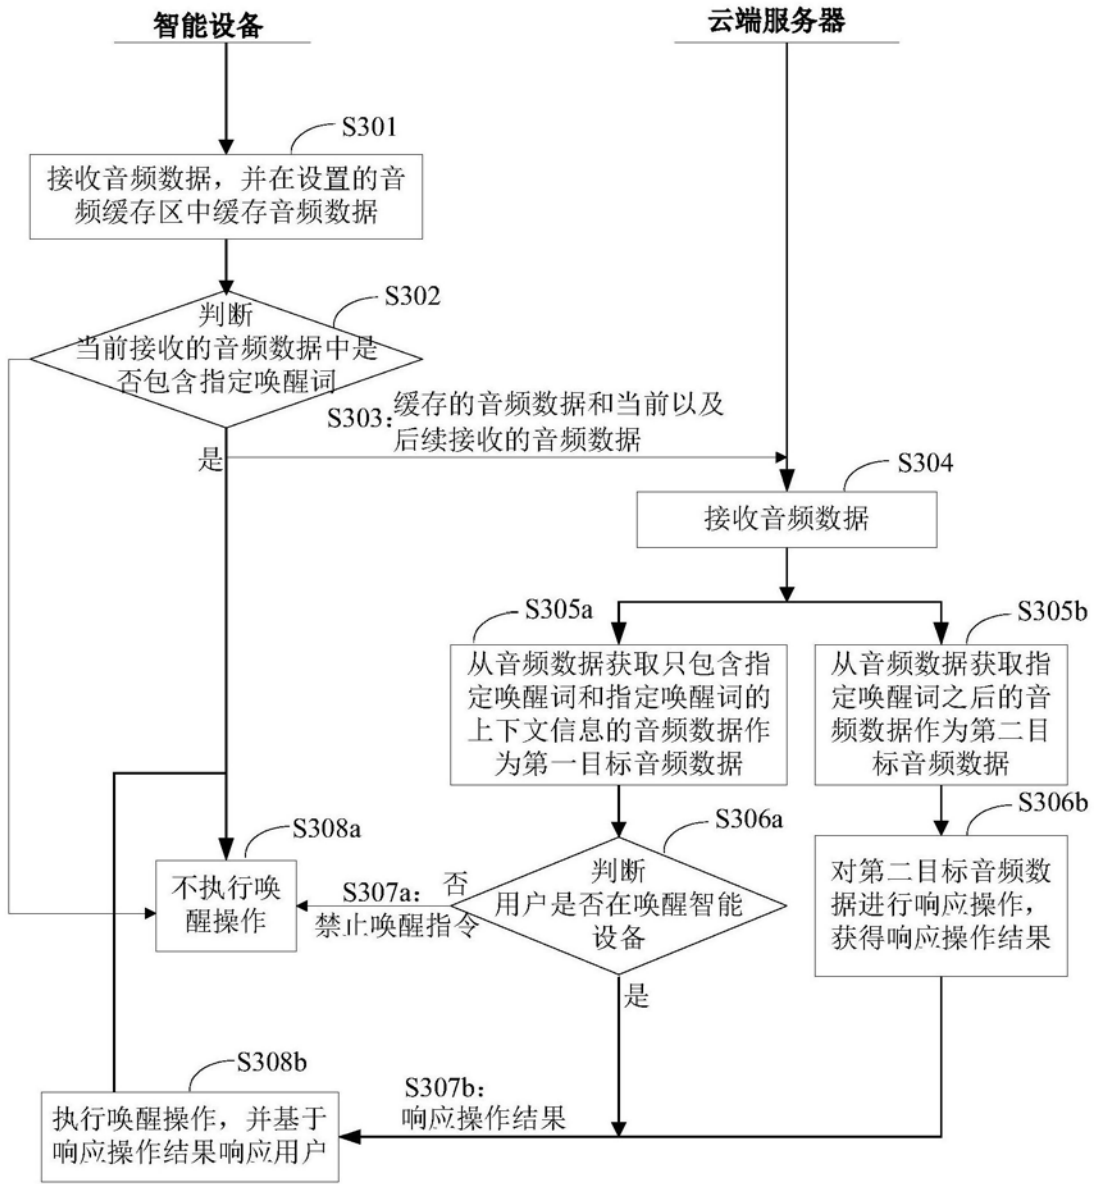 智能设备
云端服务器
S301
接收音频数据，并在设置的音
频缓存区中缓存音频数据
S302
判断
当前接收的音频数据中是
否包含指定唤醒词
S303：
缓存的音频数据和当前以及
后续接收的音频数据
是
S304
接收音频数据
S305a
从音频数据获取只包含指
定唤醒词和指定唤醒词的
上下文信息的音频数据作
为第一目标音频数据
S305b
从音频数据获取指
定唤醒词之后的音
频数据作为第二目
标音频数据
S306a
判断
用户是否在唤醒智能
设备
S306b
对第二目标音频数
据进行响应操作，
获得响应操作结果
否
S307a：
禁止唤醒指令
S308a
不执行唤
醒操作
是
S307b：
响应操作结果
S308b
执行唤醒操作，并基于
响应操作结果响应用户